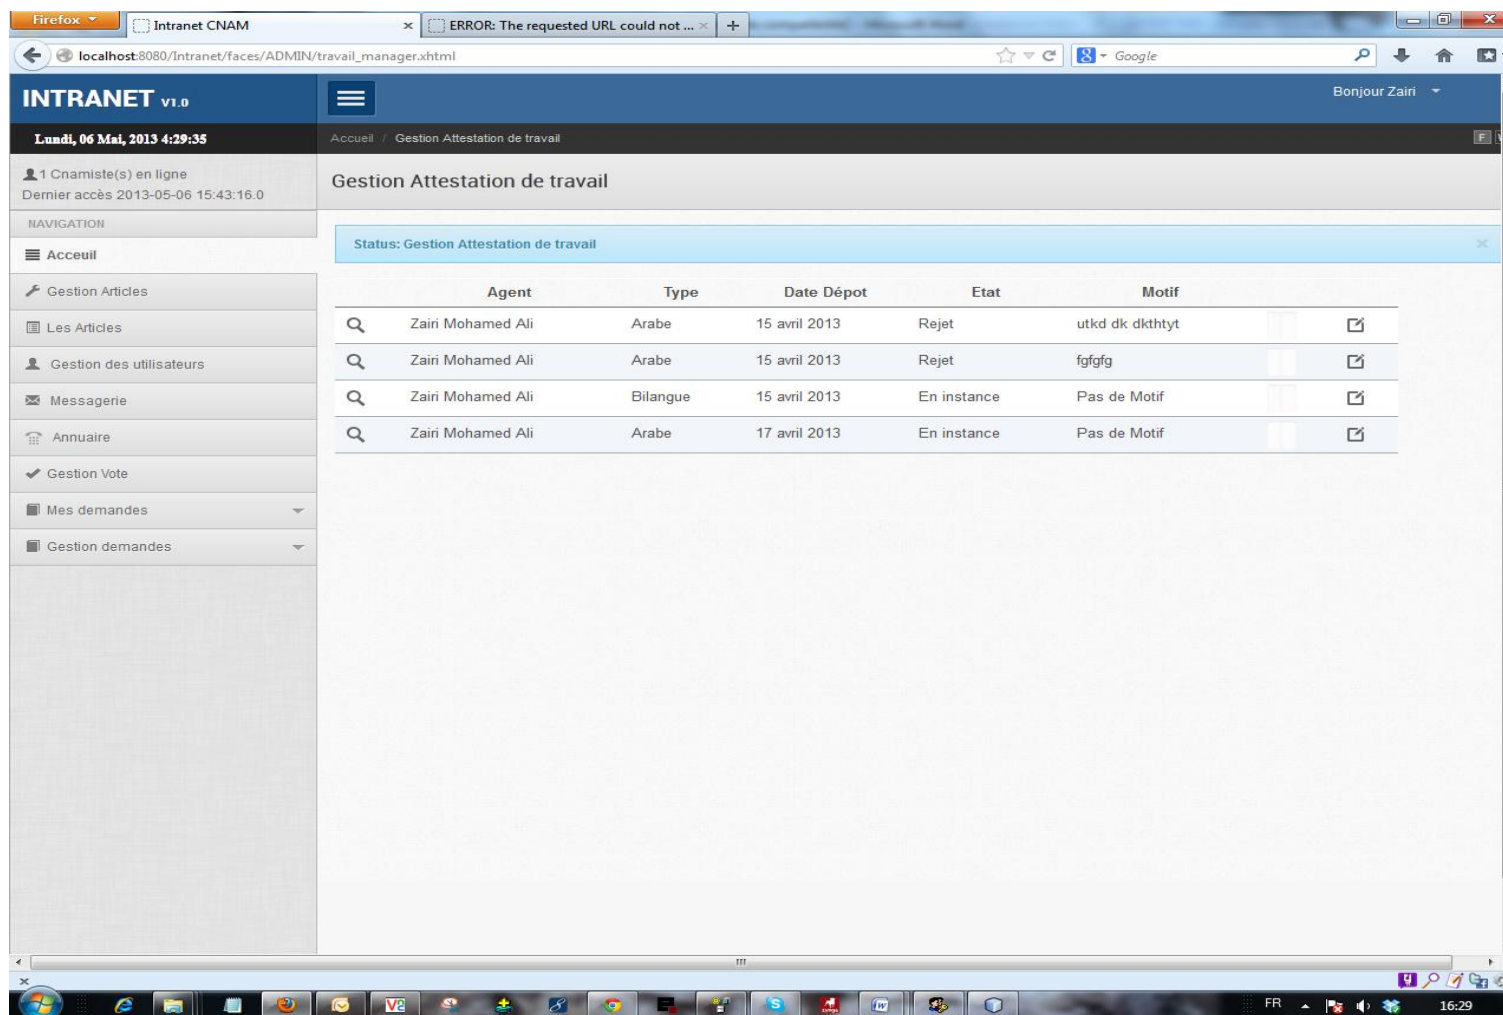 Firefox
Intranet CNAM
ERROR: The requested URL could not ...
localhost:8080/Intranet/faces/ADMIN/travail_manager.xhtml
Google
INTRANET V1.0
Bonjour Zairi
Lundi, 06 Mai, 2013 4:29:35
Accueil / Gestion Attestation de travail
F
1 Cnamiste(s) en ligne
Dernier accès 2013-05-06 15:43:16.0
Gestion Attestation de travail
NAVIGATION
Status: Gestion Attestation de travail
Acceuil
Gestion Articles
Les Articles
Gestion des utilisateurs
Messagerie
Annuaire
Gestion Vote
Mes demandes
Gestion demandes
Agent Type Date Dépot Etat Motif
Zairi Mohamed Ali Arabe 15 avril 2013 Rejet utkd dk dkthtyt
Zairi Mohamed Ali Arabe 15 avril 2013 Rejet fgfgfg
Zairi Mohamed Ali Bilangue 15 avril 2013 En instance Pas de Motif
Zairi Mohamed Ali Arabe 17 avril 2013 En instance Pas de Motif
FR
16:29